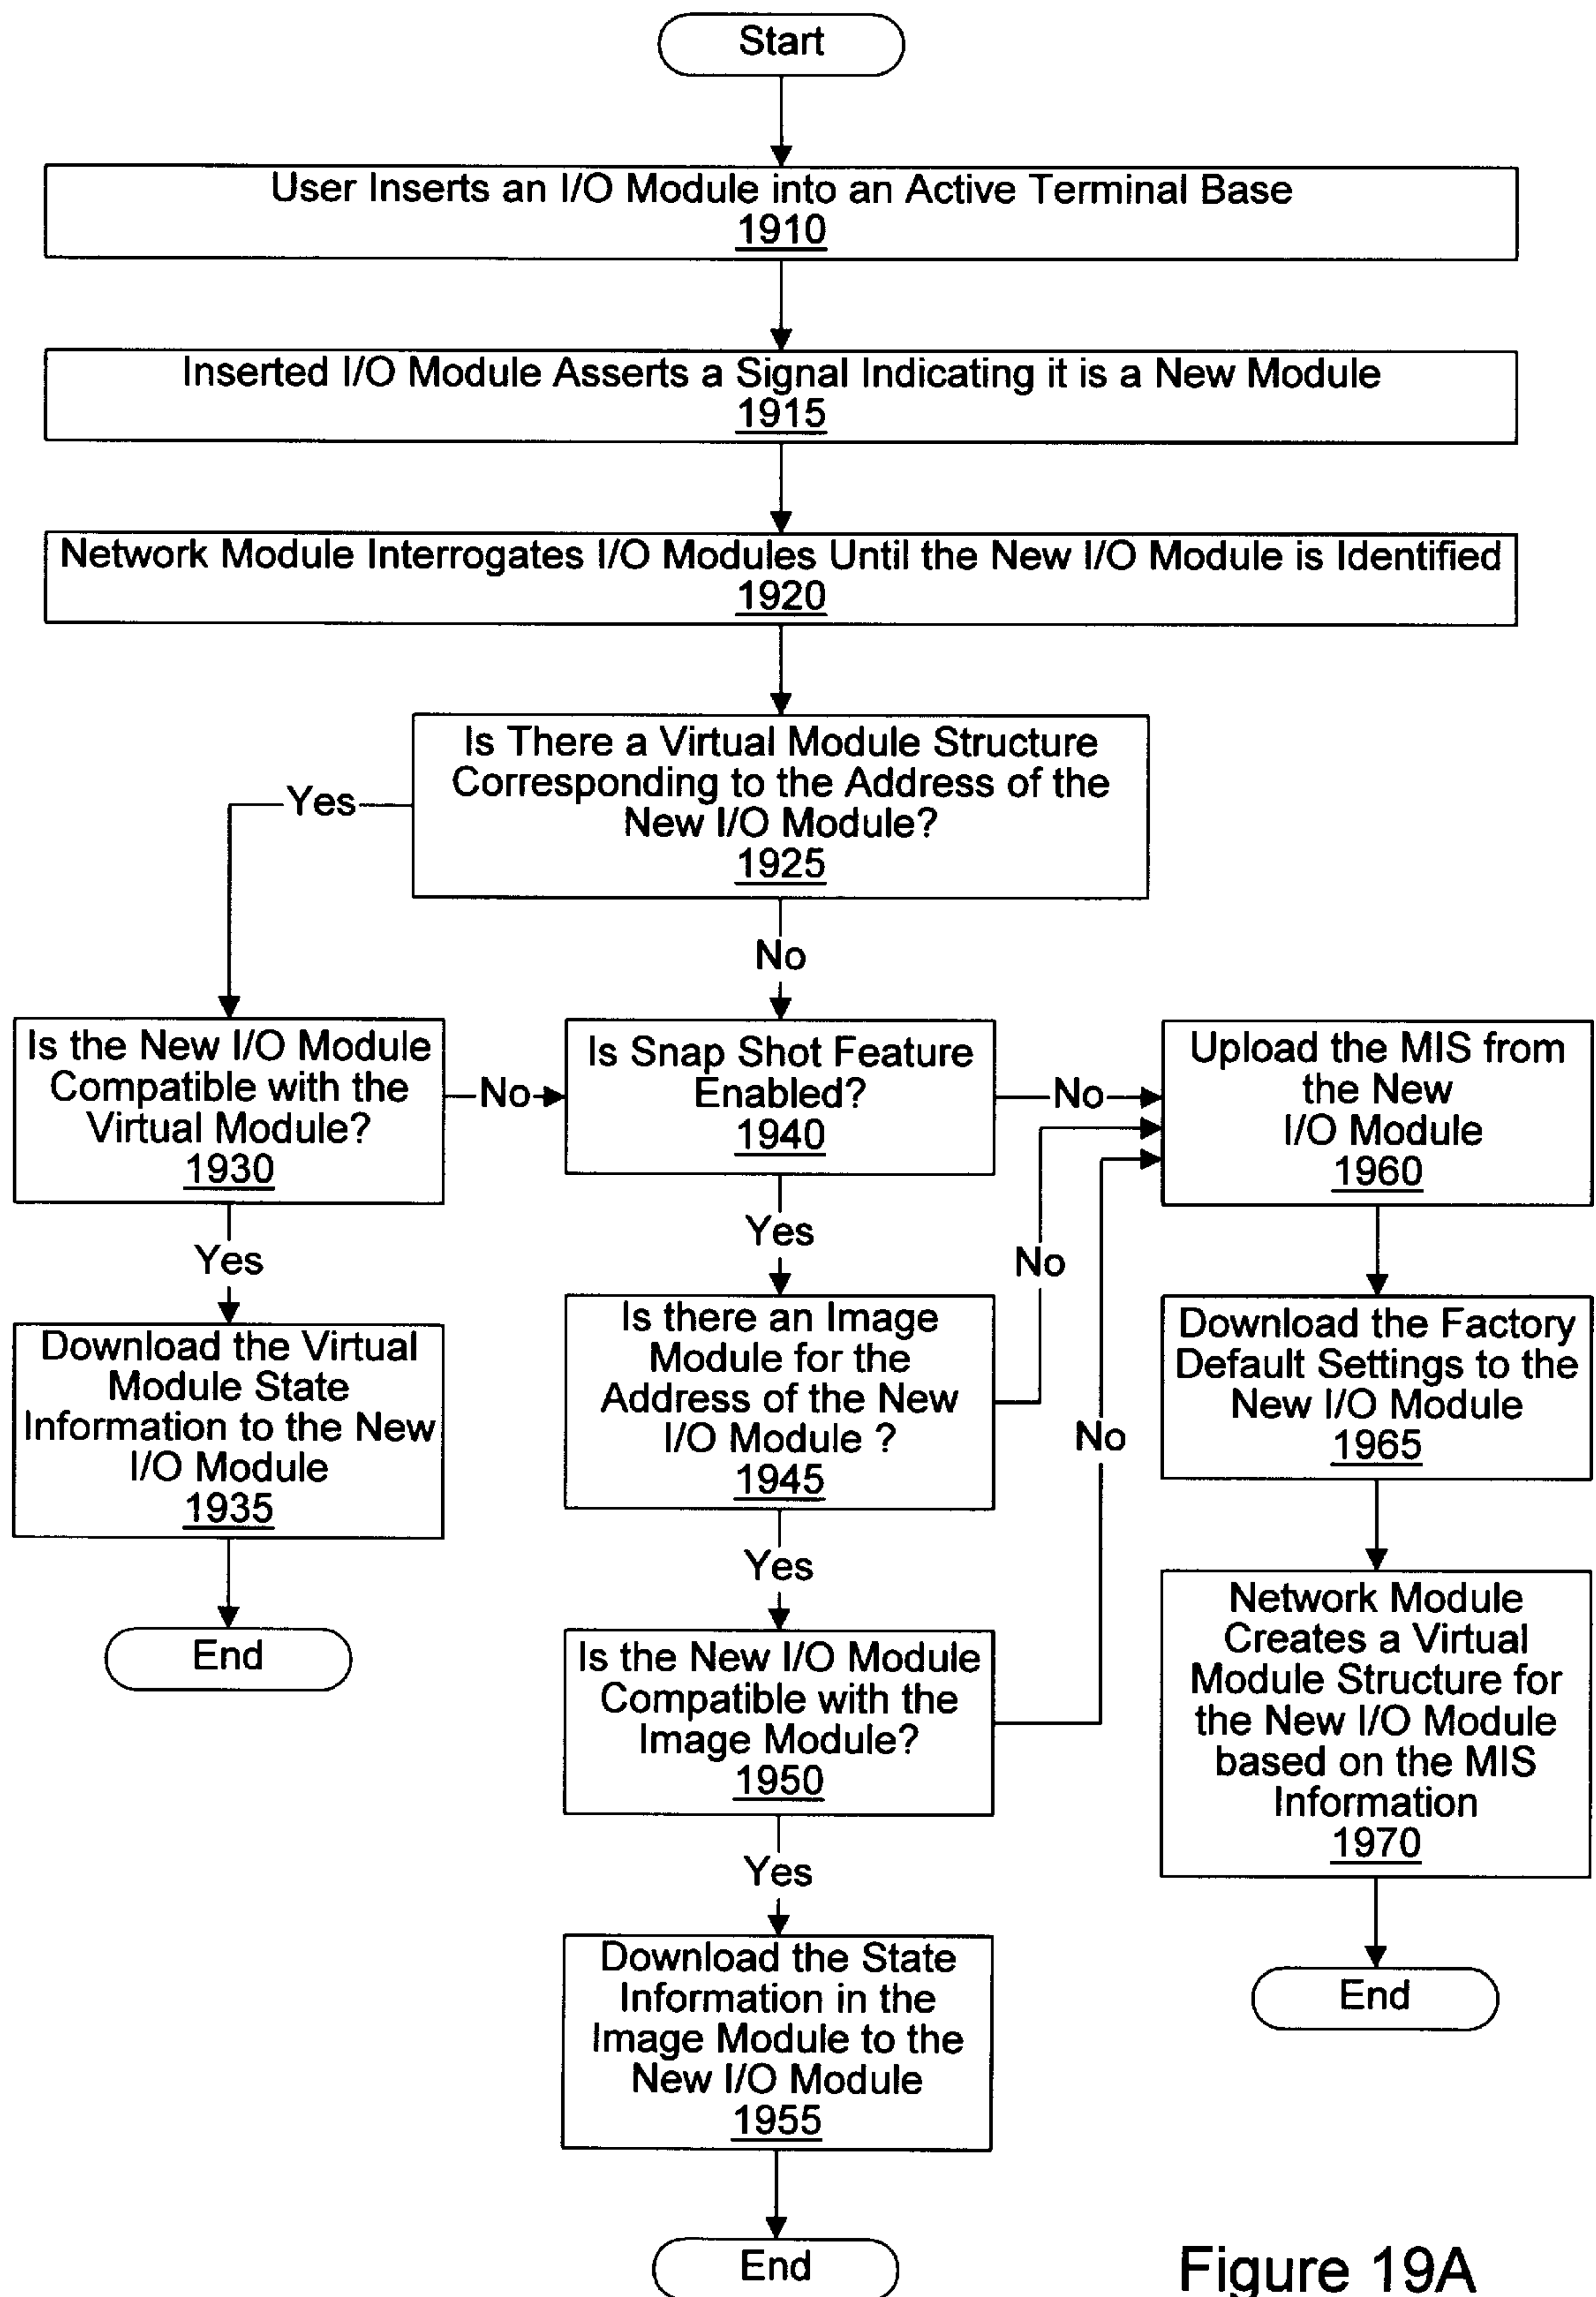 Start
User Inserts an I/O Module into an Active Terminal Base
1910
Inserted I/O Module Asserts a Signal Indicating it is a New Module
1915
Network Module Interrogates I/O Modules Until the New I/O Module is Identified
1920
Is There a Virtual Module Structure
Corresponding to the Address of the
New I/O Module?
1925
Yes
No
Is the New I/O Module
Compatible with the
Virtual Module?
1930
No
Yes
Download the Virtual
Module State
Information to the New
I/O Module
1935
End
Is Snap Shot Feature
Enabled?
1940
No
Yes
Is there an Image
Module for the
Address of the New
I/O Module ?
1945
No
Yes
Is the New I/O Module
Compatible with the
Image Module?
1950
No
Yes
Download the State
Information in the
Image Module to the
New I/O Module
1955
End
Upload the MIS from
the New
I/O Module
1960
Download the Factory
Default Settings to the
New I/O Module
1965
Network Module
Creates a Virtual
Module Structure for
the New I/O Module
based on the MIS
Information
1970
End
Figure 19A